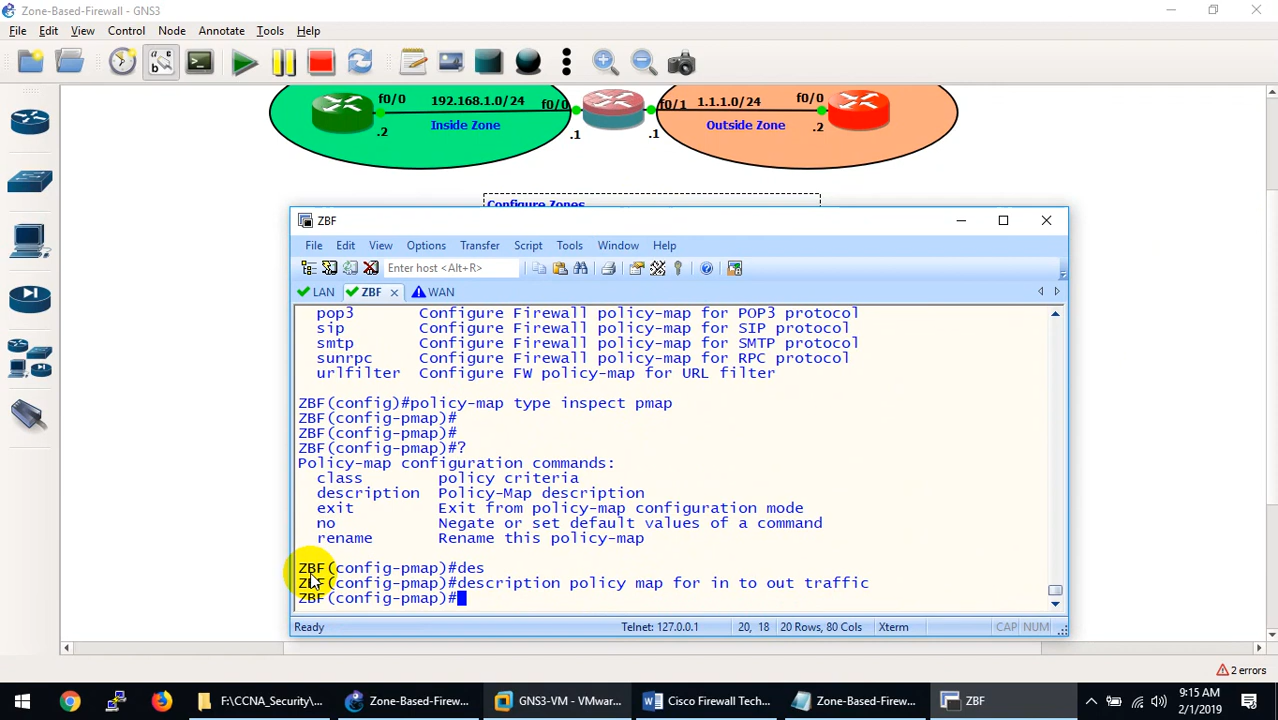 Zone-Based-Firewall - GNS3
File Edit View Control Node Annotate Tools Help
f0/0 192.168.1.0/24 f0/0 f0/1 1.1.1.0/24 f0/0
Inside Zone Outside Zone
.2 .1 .1 .2
Configure Zones
ZBF
File Edit View Options Transfer Script Tools Window Help
Enter host <Alt+R>
LAN ZBF WAN
pop3 Configure Firewall policy-map for POP3 protocol
sip Configure Firewall policy-map for SIP protocol
smtp Configure Firewall policy-map for SMTP protocol
sunrpc Configure Firewall policy-map for RPC protocol
urlfilter Configure FW policy-map for URL filter
ZBF(config)#policy-map type inspect pmap
ZBF(config-pmap)#
ZBF(config-pmap)#
ZBF(config-pmap)#?
Policy-map configuration commands:
class policy criteria
description Policy-Map description
exit Exit from policy-map configuration mode
no Negate or set default values of a command
rename Rename this policy-map
ZBF(config-pmap)#des
ZBF(config-pmap)#description policy map for in to out traffic
ZBF(config-pmap)#
Ready Telnet: 127.0.0.1 20, 18 20 Rows, 80 Cols Xterm CAP NUM
2 errors
F:\CCNA_Security\... Zone-Based-Firewall... GNS3-VM - VMware... Cisco Firewall Tech... Zone-Based-Firewall... ZBF 9:15 AM
2/1/2019